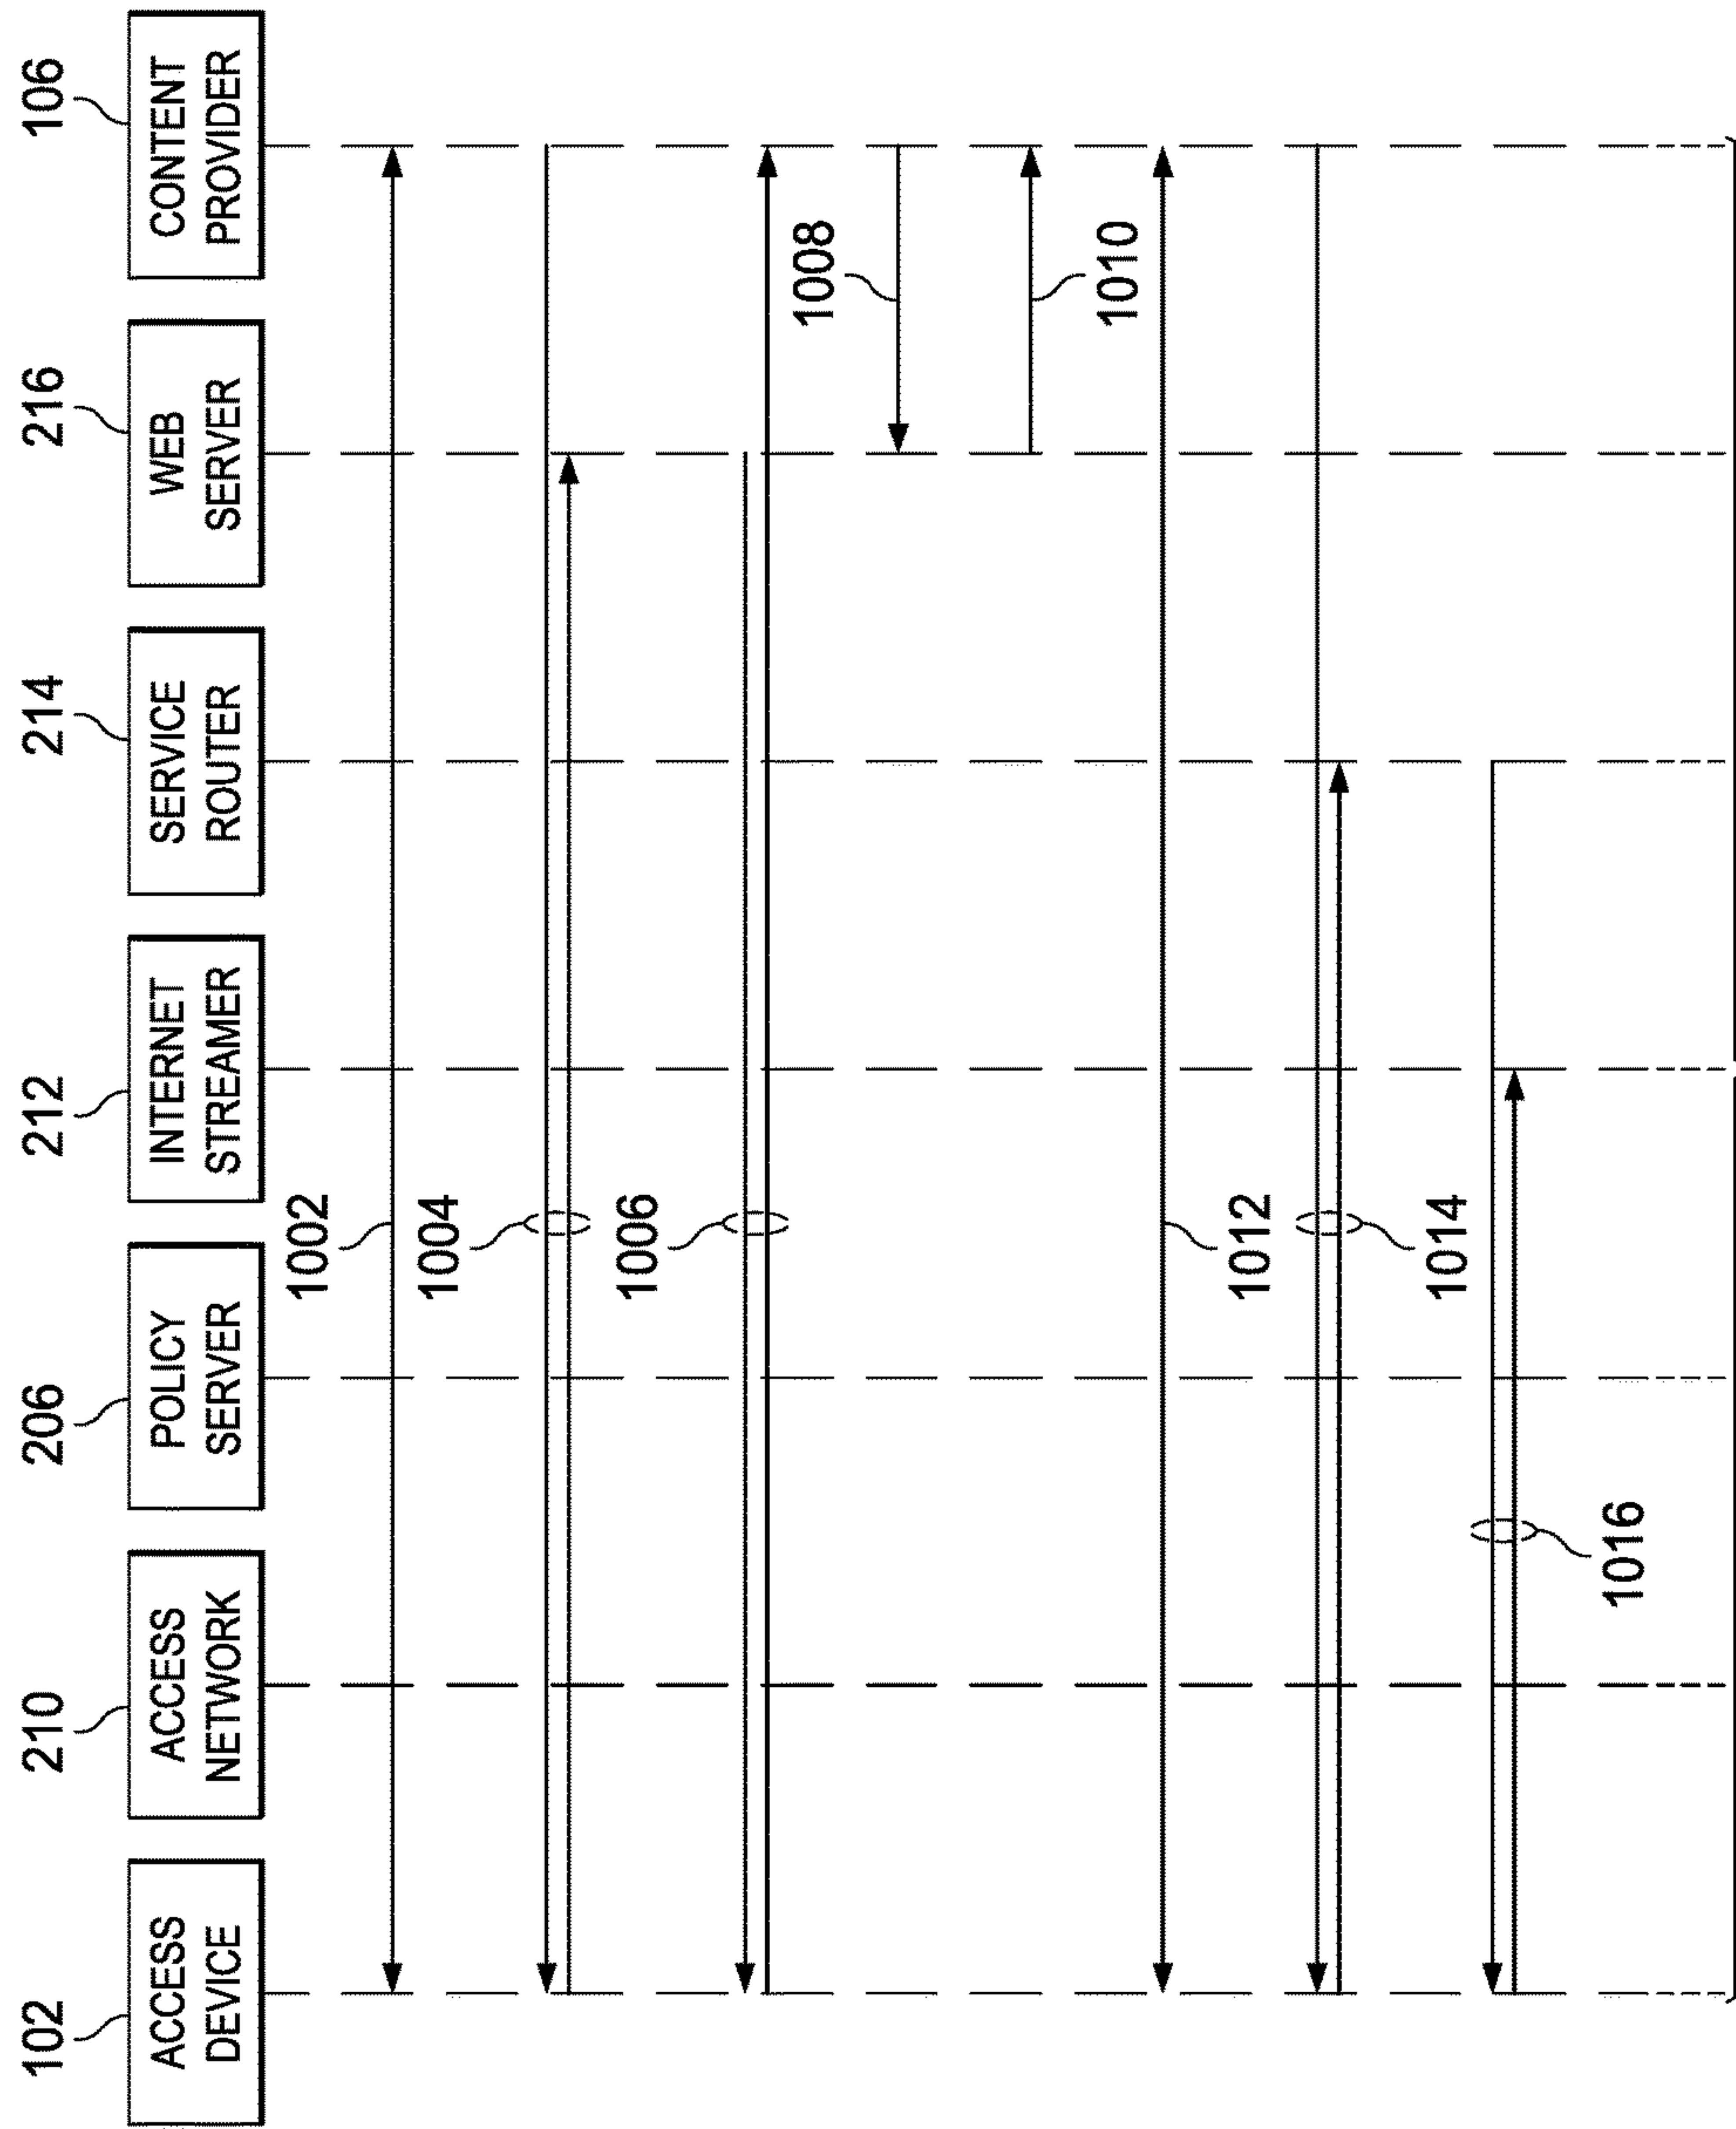 102
210
206
212
214
216
106
ACCESS
DEVICE
ACCESS
NETWORK
POLICY
SERVER
INTERNET
STREAMER
SERVICE
ROUTER
WEB
SERVER
CONTENT
PROVIDER
1002
1004
1006
1008
1010
1012
1014
1016